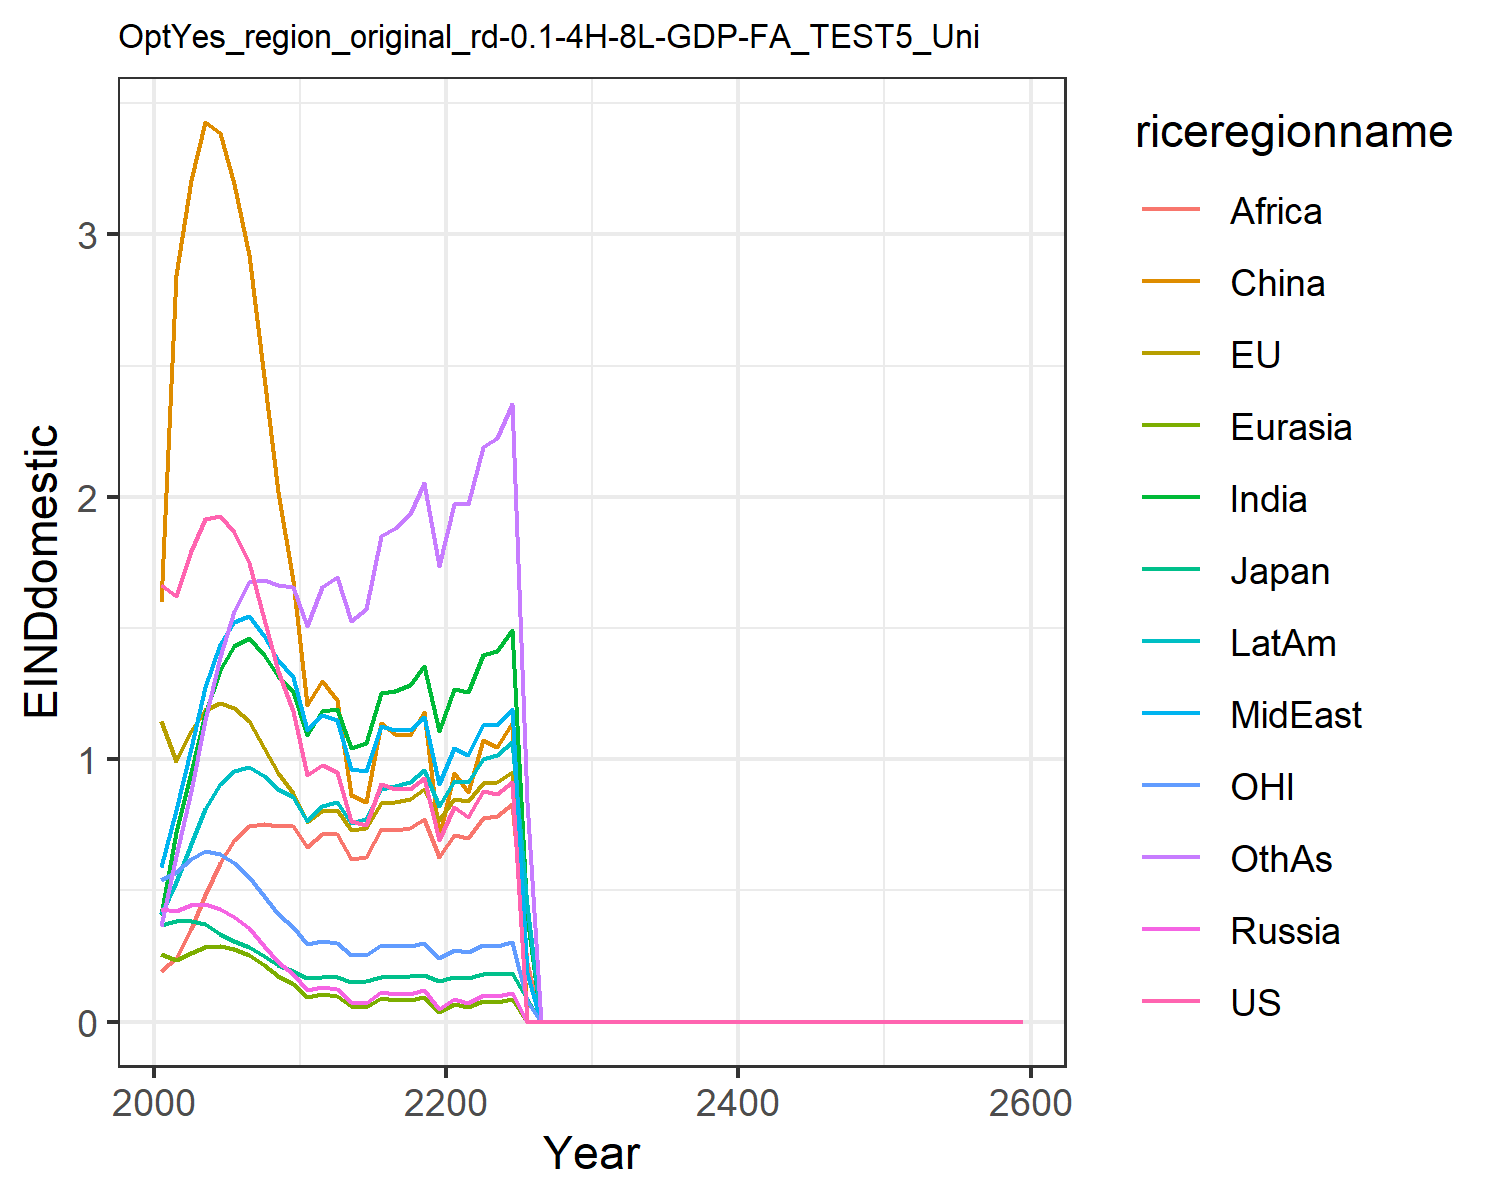 OptYes_region_original_rd-0.1-4H-8L-GDP-FA_TEST5_Uni
EINDdomestic
3
2
1
0
2000 2200 2400 2600
Year
riceregionname
Africa
China
EU
Eurasia
India
Japan
LatAm
MidEast
OHI
OthAs
Russia
US